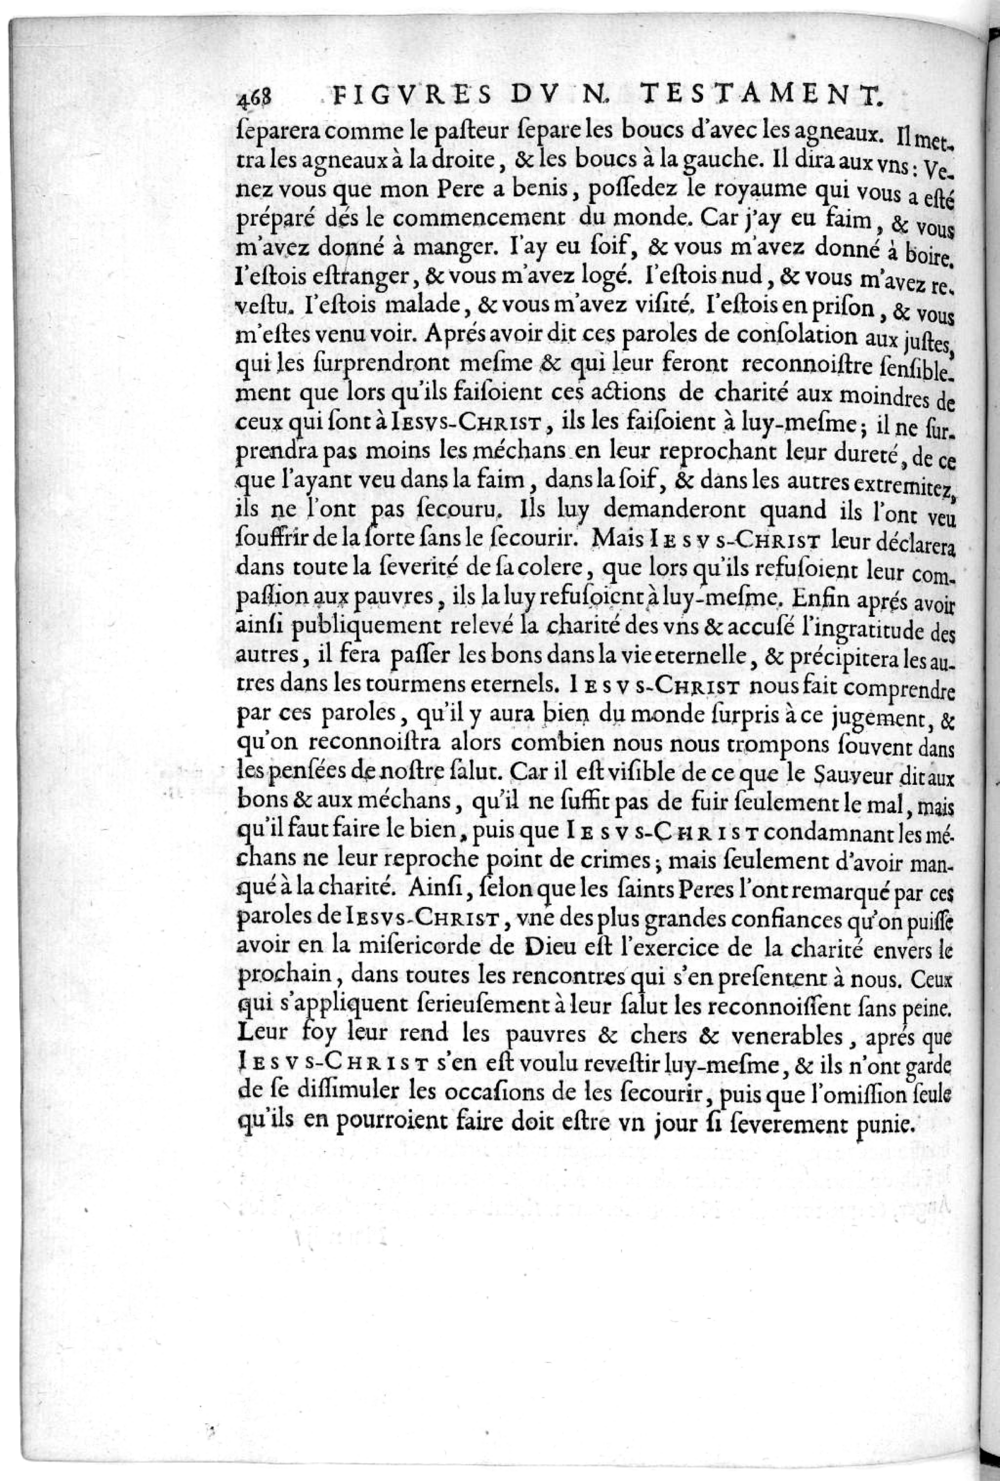 468 FIGVRES DV N. TESTAMENT.
ſeparera comme le paſteur ſepare les boucs d'avec les agneaux. Il met-
tra les agneaux à la droite, & les boucs à la gauche. Il dira aux vns: Ve-
nez vous que mon Pere a benis, poſſedez le royaume qui vous a eſté
préparé dés le commencement du monde. Car j'ay eu faim, & vous
m'avez donné à manger. I'ay eu ſoif, & vous m'avez donné à boire.
I'eſtois eſtranger, & vous m'avez logé. I'eſtois nud, & vous m'avez re-
veſtu. I'eſtois malade, & vous m'avez viſité. I'eſtois en priſon, & vous
m'eſtes venu voir. Aprés avoir dit ces paroles de conſolation aux juſtes,
qui les ſurprendront meſme & qui leur feront reconnoiſtre ſenſible-
ment que lors qu'ils faiſoient ces actions de charité aux moindres de
ceux qui ſont à IESVS-CHRIST, ils les faiſoient à luy-meſme; il ne ſur-
prendra pas moins les méchans en leur reprochant leur dureté, de ce
que l'ayant veu dans la faim, dans la ſoif, & dans les autres extremitez,
ils ne l'ont pas ſecouru. Ils luy demanderont quand ils l'ont veu
ſouffrir de la ſorte ſans le ſecourir. Mais IESVS-CHRIST leur déclarera
dans toute la ſeverité de ſa colere, que lors qu'ils refuſoient leur com-
paſſion aux pauvres, ils la luy refuſoient à luy-meſme. Enfin aprés avoir
ainſi publiquement relevé la charité des vns & accuſé l'ingratitude des
autres, il fera paſſer les bons dans la vie eternelle, & précipitera les au-
tres dans les tourmens eternels. IESVS-CHRIST nous fait comprendre
par ces paroles, qu'il y aura bien du monde ſurpris à ce jugement, &
qu'on reconnoiſtra alors combien nous nous trompons ſouvent dans
les penſées de noſtre ſalut. Car il eſt viſible de ce que le Sauveur dit aux
bons & aux méchans, qu'il ne ſuffit pas de fuir ſeulement le mal, mais
qu'il faut faire le bien, puis que IESVS-CHRIST condamnant les mé-
chans ne leur reproche point de crimes; mais ſeulement d'avoir man-
qué à la charité. Ainſi, ſelon que les ſaints Peres l'ont remarqué par ces
paroles de IESVS-CHRIST, vne des plus grandes confiances qu'on puiſſe
avoir en la miſericorde de Dieu eſt l'exercice de la charité envers le
prochain, dans toutes les rencontres qui s'en preſentent à nous. Ceux
qui s'appliquent ſerieuſement à leur ſalut les reconnoiſſent ſans peine.
Leur foy leur rend les pauvres & chers & venerables, aprés que
IESVS-CHRIST s'en eſt voulu reveſtir luy-meſme, & ils n'ont garde
de ſe diſſimuler les occaſions de les ſecourir, puis que l'omiſſion ſeule
qu'ils en pourroient faire doit eſtre vn jour ſi ſeverement punie.